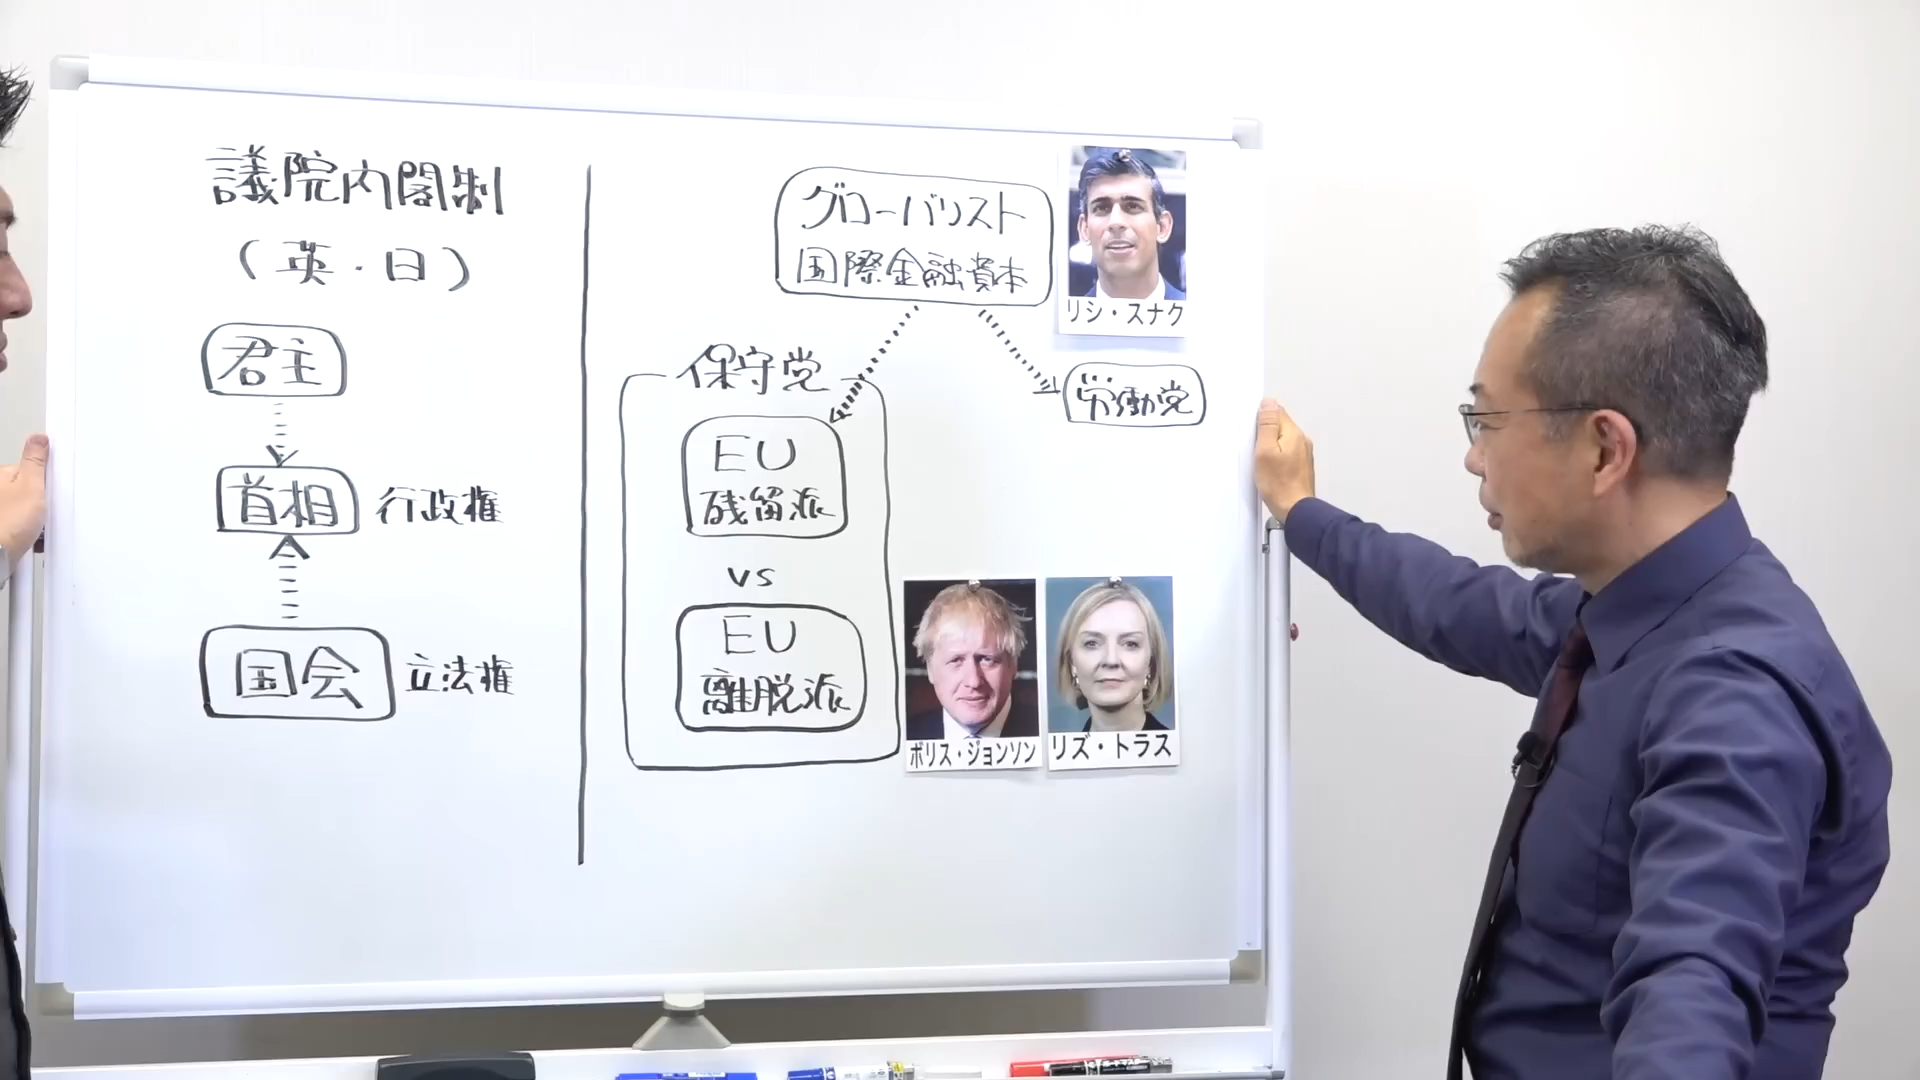 議院内閣制
(英・日)
君主
首相 行政権
国会 立法権
グローバリスト
国際金融資本
リシ・スナク
保守党
労働党
EU
残留派
vs
EU
離脱派
ボリス・ジョンソン
リズ・トラス